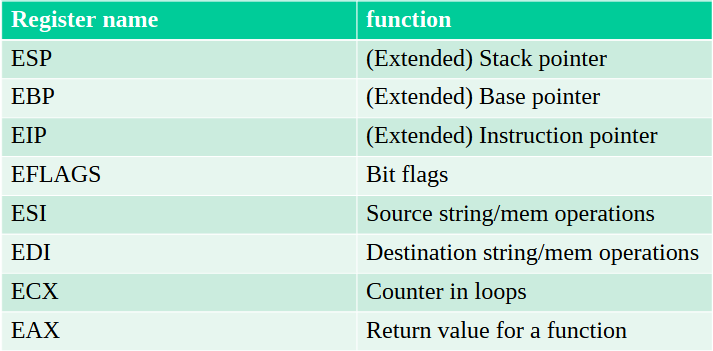 Register name function
ESP (Extended) Stack pointer
EBP (Extended) Base pointer
EIP (Extended) Instruction pointer
EFLAGS Bit flags
ESI Source string/mem operations
EDI Destination string/mem operations
ECX Counter in loops
EAX Return value for a function